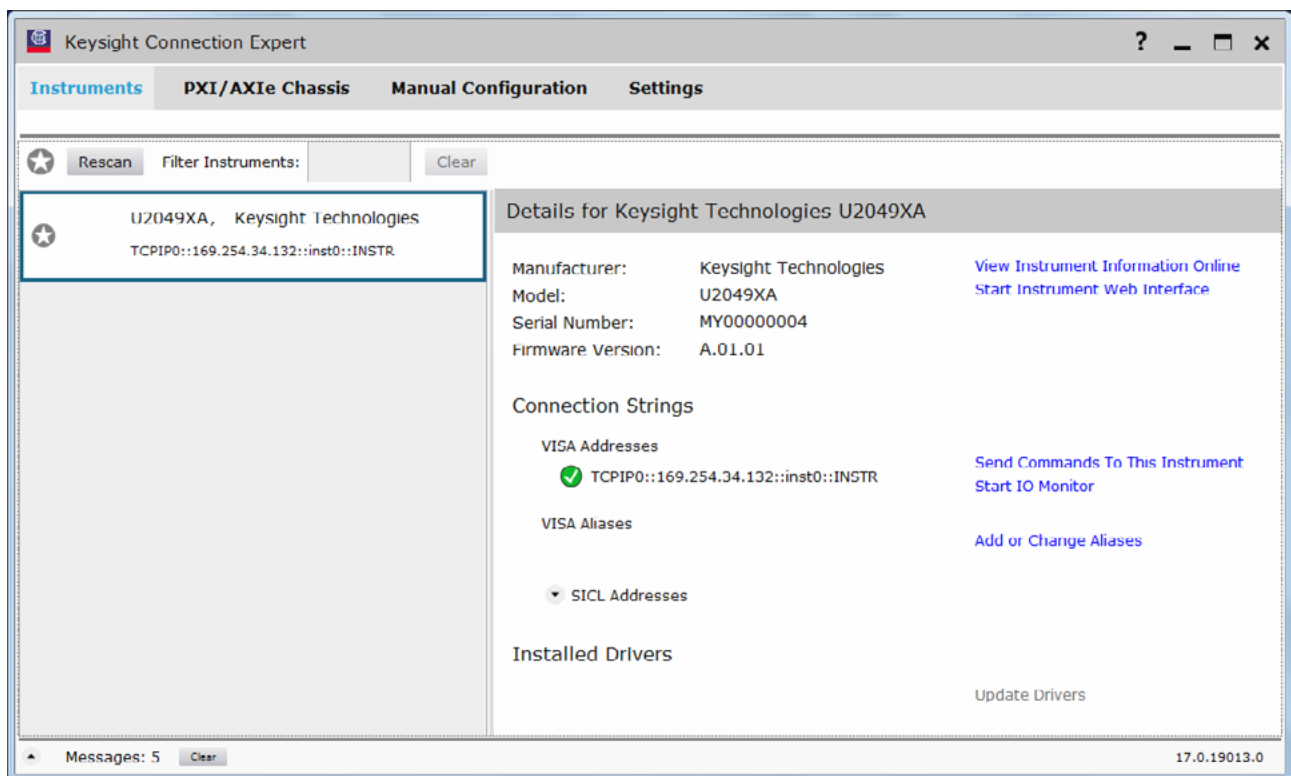 Keysight Connection Expert
? 
Instruments PXI/AXIe Chassis Manual Configuration Settings
Rescan Filter Instruments: Clear
U2049XA, Keysight Technologies
TCPIP0::169.254.34.132::inst0::INSTR
Details for Keysight Technologies U2049XA
Manufacturer: Keysight Technologies View Instrument Information Online
Model: U2049XA Start Instrument Web Interface
Serial Number: MY00000004
Firmware Version: A.01.01
Connection Strings
VISA Addresses
TCPIP0::169.254.34.132::inst0::INSTR
Send Commands To This Instrument
Start IO Monitor
VISA Aliases
Add or Change Aliases
SICL Addresses
Installed Drivers
Update Drivers
Messages: 5 Clear 17.0.19013.0